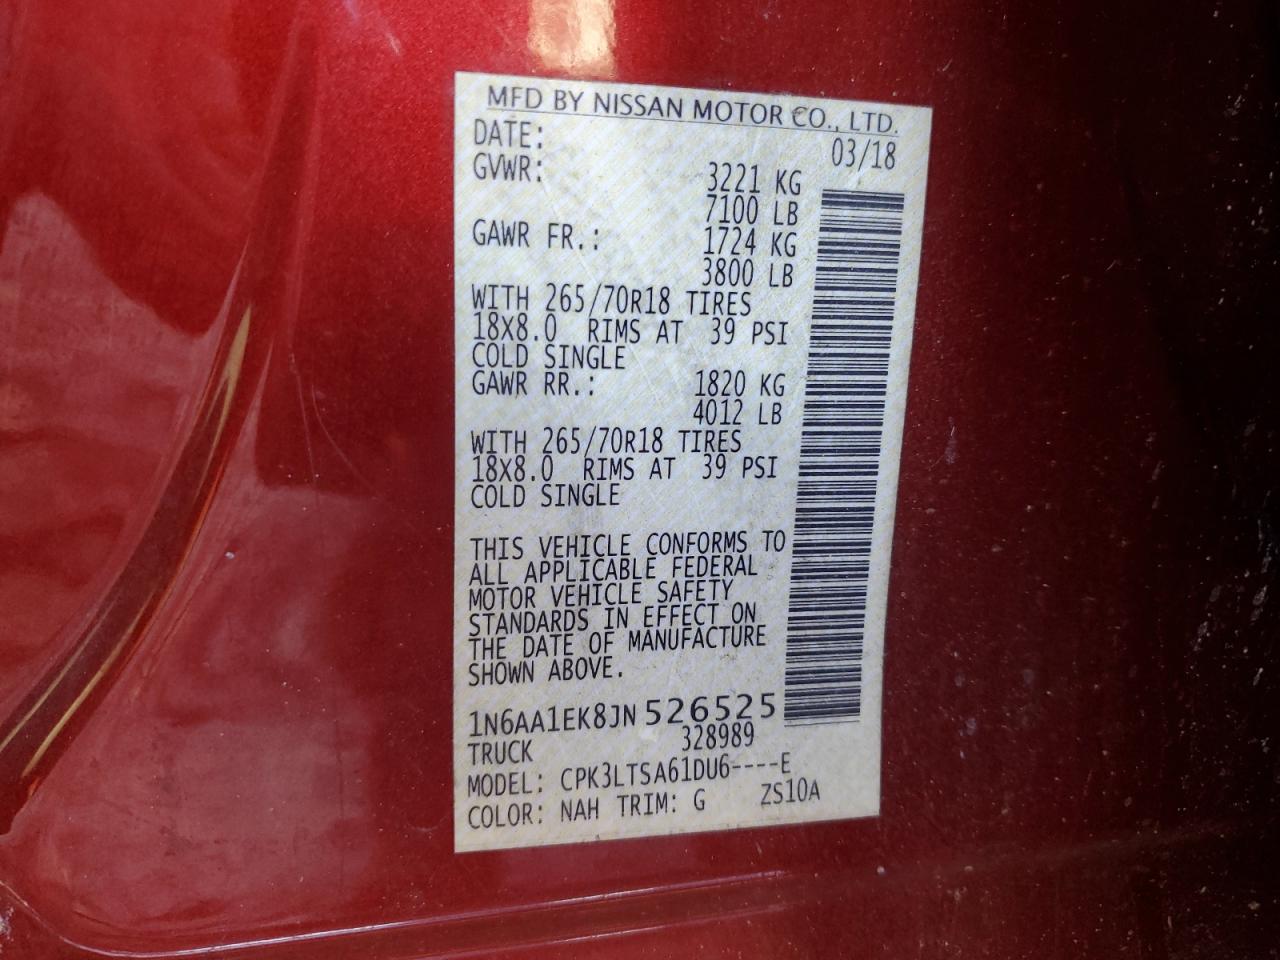 MFD BY NISSAN MOTOR CO., LTD.
DATE: 03/18
GVWR: 3221 KG
7100 LB
GAWR FR.: 1724 KG
3800 LB
WITH 265/70R18 TIRES
18X8.0 RIMS AT 39 PSI
COLD SINGLE
GAWR RR.: 1820 KG
4012 LB
WITH 265/70R18 TIRES
18X8.0 RIMS AT 39 PSI
COLD SINGLE
THIS VEHICLE CONFORMS TO
ALL APPLICABLE FEDERAL
MOTOR VEHICLE SAFETY
STANDARDS IN EFFECT ON
THE DATE OF MANUFACTURE
SHOWN ABOVE.
1N6AA1EK8JN526525
TRUCK 328989
MODEL: CPK3LTSA61DU6----E
COLOR: NAH TRIM: G ZS10A